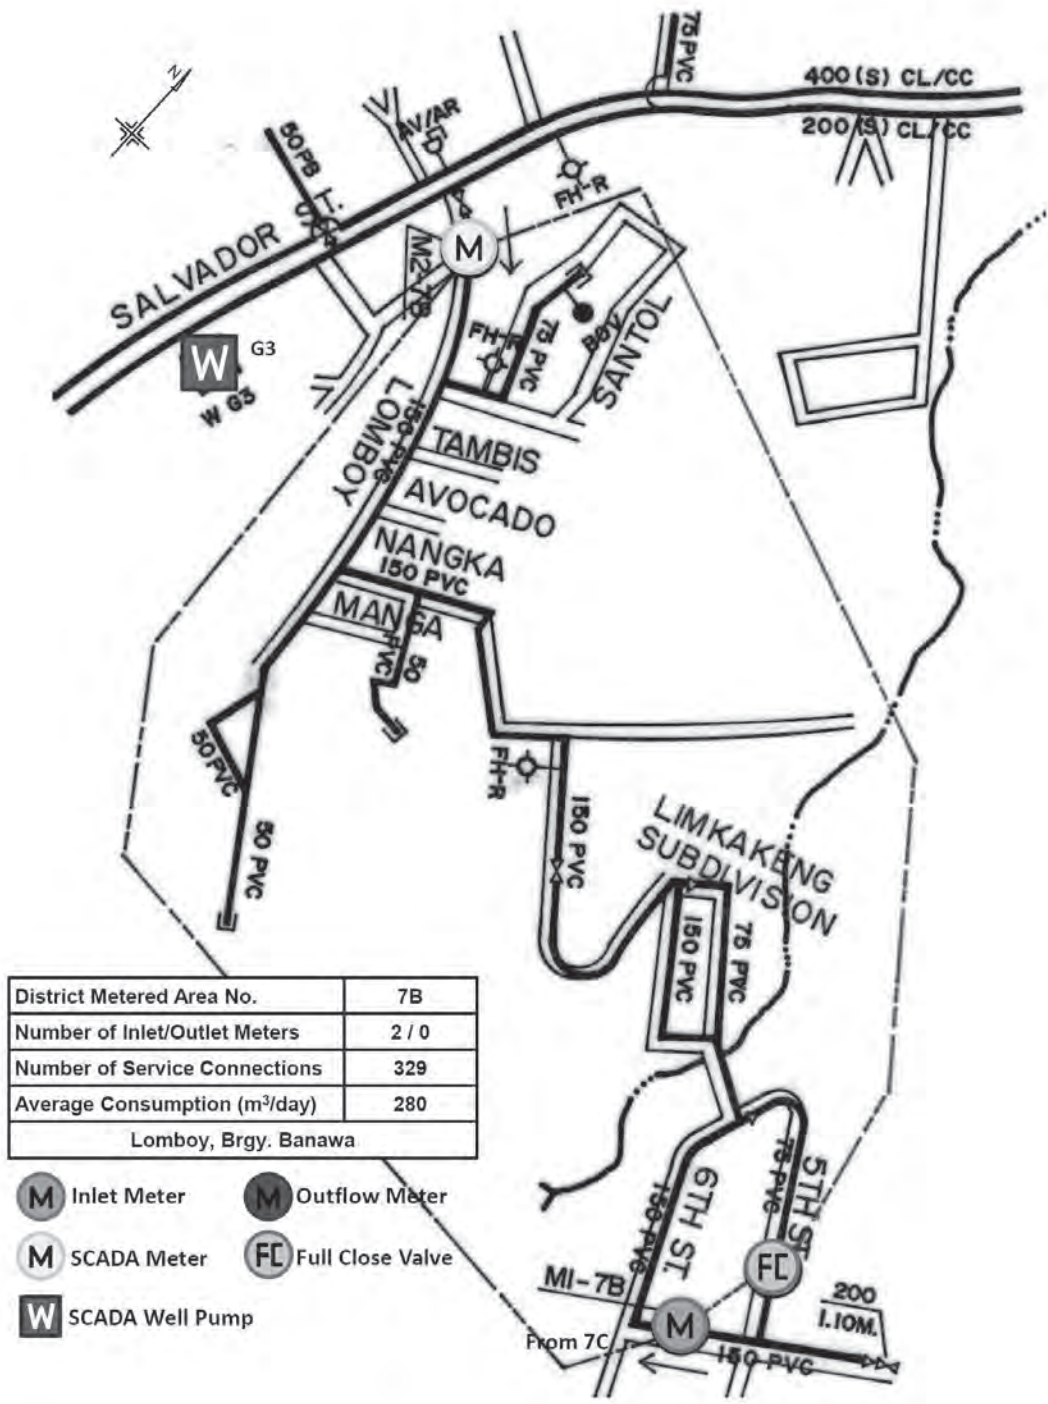 N
75 PVC
400 (S) CL/CC
200 (S) CL/CC
AV/AR
50 PB
FH-R
SALVADOR
ST.
M
M2-7B
W
G3
W G3
FH-R
75 PVC
BOV
SANTOL
LOMBOY
150 PVC
TAMBIS
AVOCADO
NANGKA
150 PVC
MANGA
50 PVC
50 PVC
50 PVC
FH-R
150 PVC
LIMKAKENG
SUBDIVISION
150 PVC
75 PVC
District Metered Area No. 7B
Number of Inlet/Outlet Meters 2 / 0
Number of Service Connections 329
Average Consumption (m³/day) 280
Lomboy, Brgy. Banawa
M Inlet Meter
M Outflow Meter
M SCADA Meter
FC Full Close Valve
W SCADA Well Pump
75 PVC
5TH ST.
6TH ST.
150 PVC
FC
MI-7B
M
From 7C
200
1.10M.
150 PVC